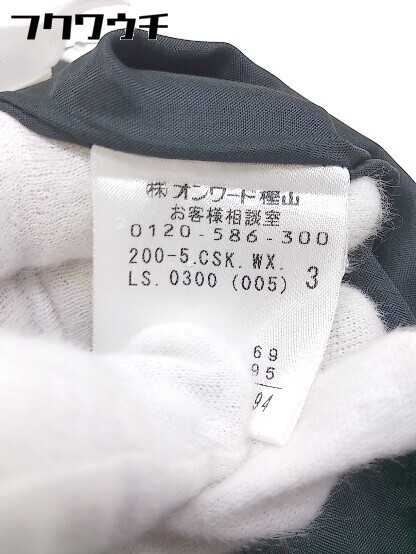 フクワウチ
㈱オンワード樫山
お客様相談室
0120-586-300
200-5.CSK.WX.
LS.0300 (005) 3
69
95
94